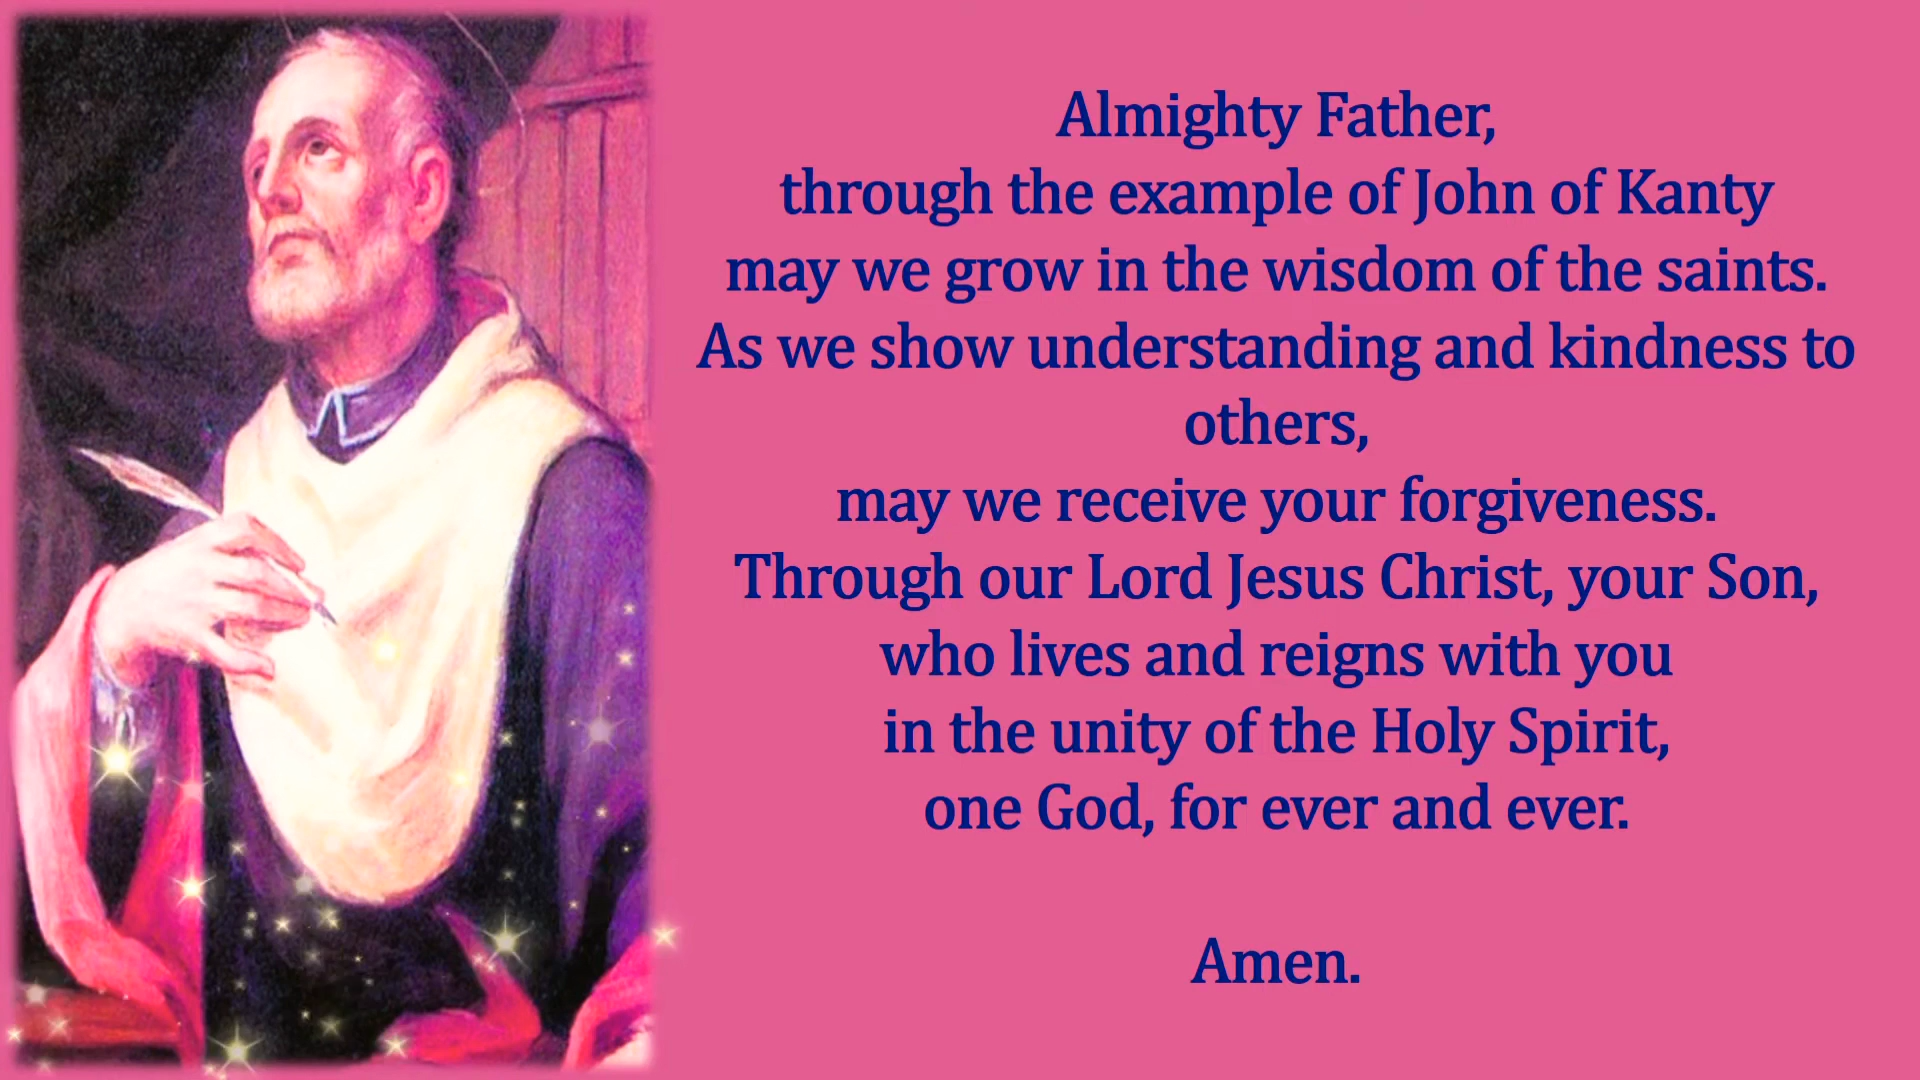 Almighty Father,
through the example of John of Kanty
may we grow in the wisdom of the saints.
As we show understanding and kindness to
others,
may we receive your forgiveness.
Through our Lord Jesus Christ, your Son,
who lives and reigns with you
in the unity of the Holy Spirit,
one God, for ever and ever.
Amen.